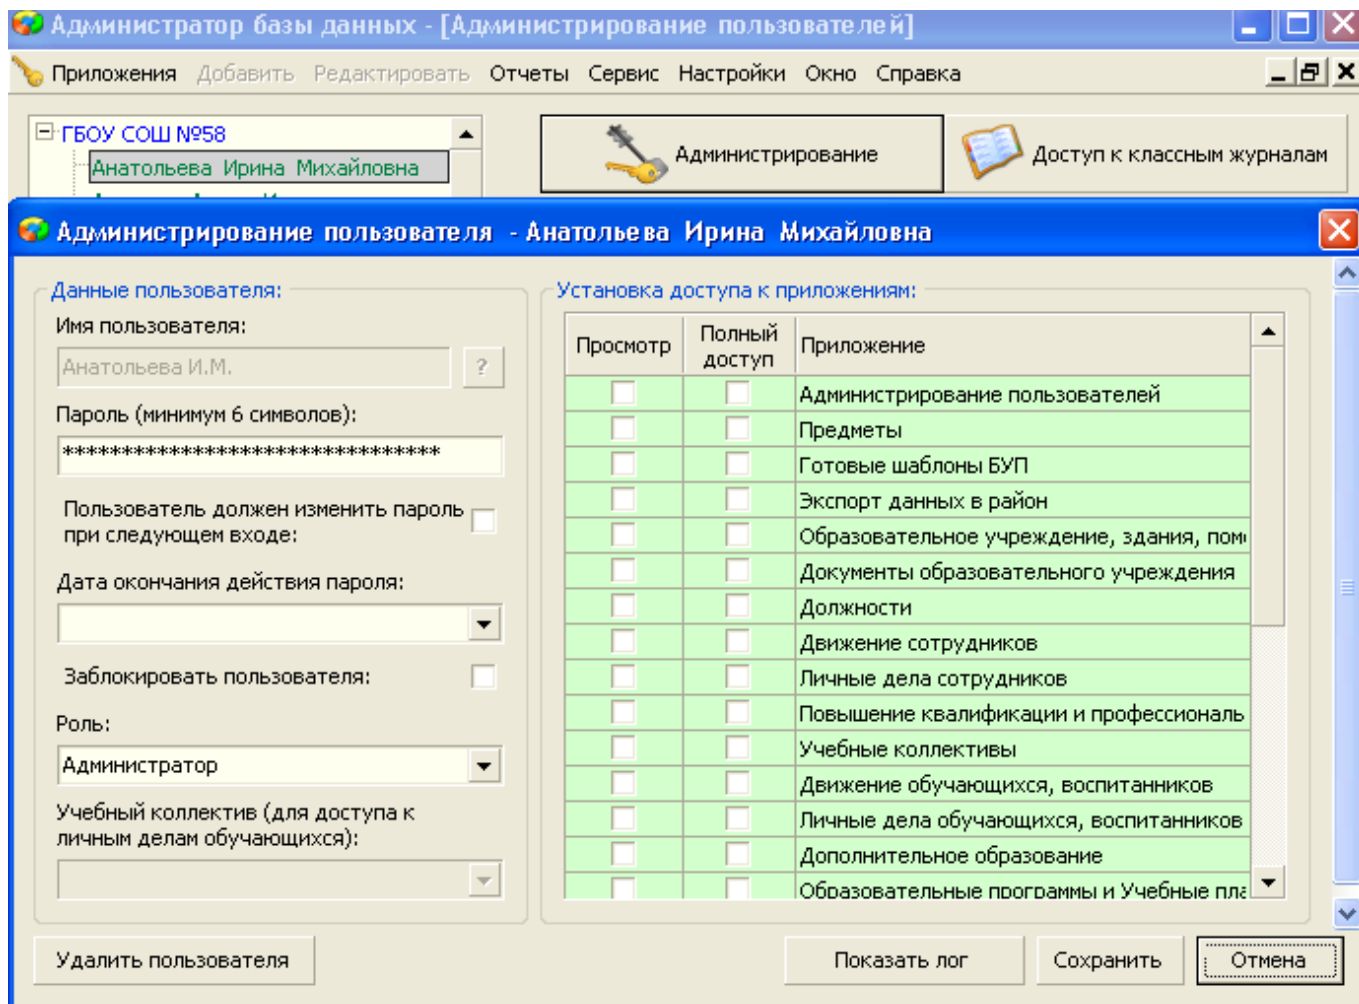 Администратор базы данных - [Администрирование пользователей]
Приложения Добавить Редактировать Отчеты Сервис Настройки Окно Справка
ГБОУ СОШ №58
Анатольева Ирина Михайловна
Администрирование
Доступ к классным журналам
Администрирование пользователя - Анатольева Ирина Михайловна
Данные пользователя:
Имя пользователя:
Анатольева И.М.
?
Пароль (минимум 6 символов):
********************************
Пользователь должен изменить пароль
при следующем входе:
Дата окончания действия пароля:
Заблокировать пользователя:
Роль:
Администратор
Учебный коллектив (для доступа к
личным делам обучающихся):
Установка доступа к приложениям:
Просмотр
Полный
доступ
Приложение
Администрирование пользователей
Предметы
Готовые шаблоны БУП
Экспорт данных в район
Образовательное учреждение, здания, пом
Документы образовательного учреждения
Должности
Движение сотрудников
Личные дела сотрудников
Повышение квалификации и профессиональ
Учебные коллективы
Движение обучающихся, воспитанников
Личные дела обучающихся, воспитанников
Дополнительное образование
Образовательные программы и Учебные пла
Удалить пользователя
Показать лог
Сохранить
Отмена